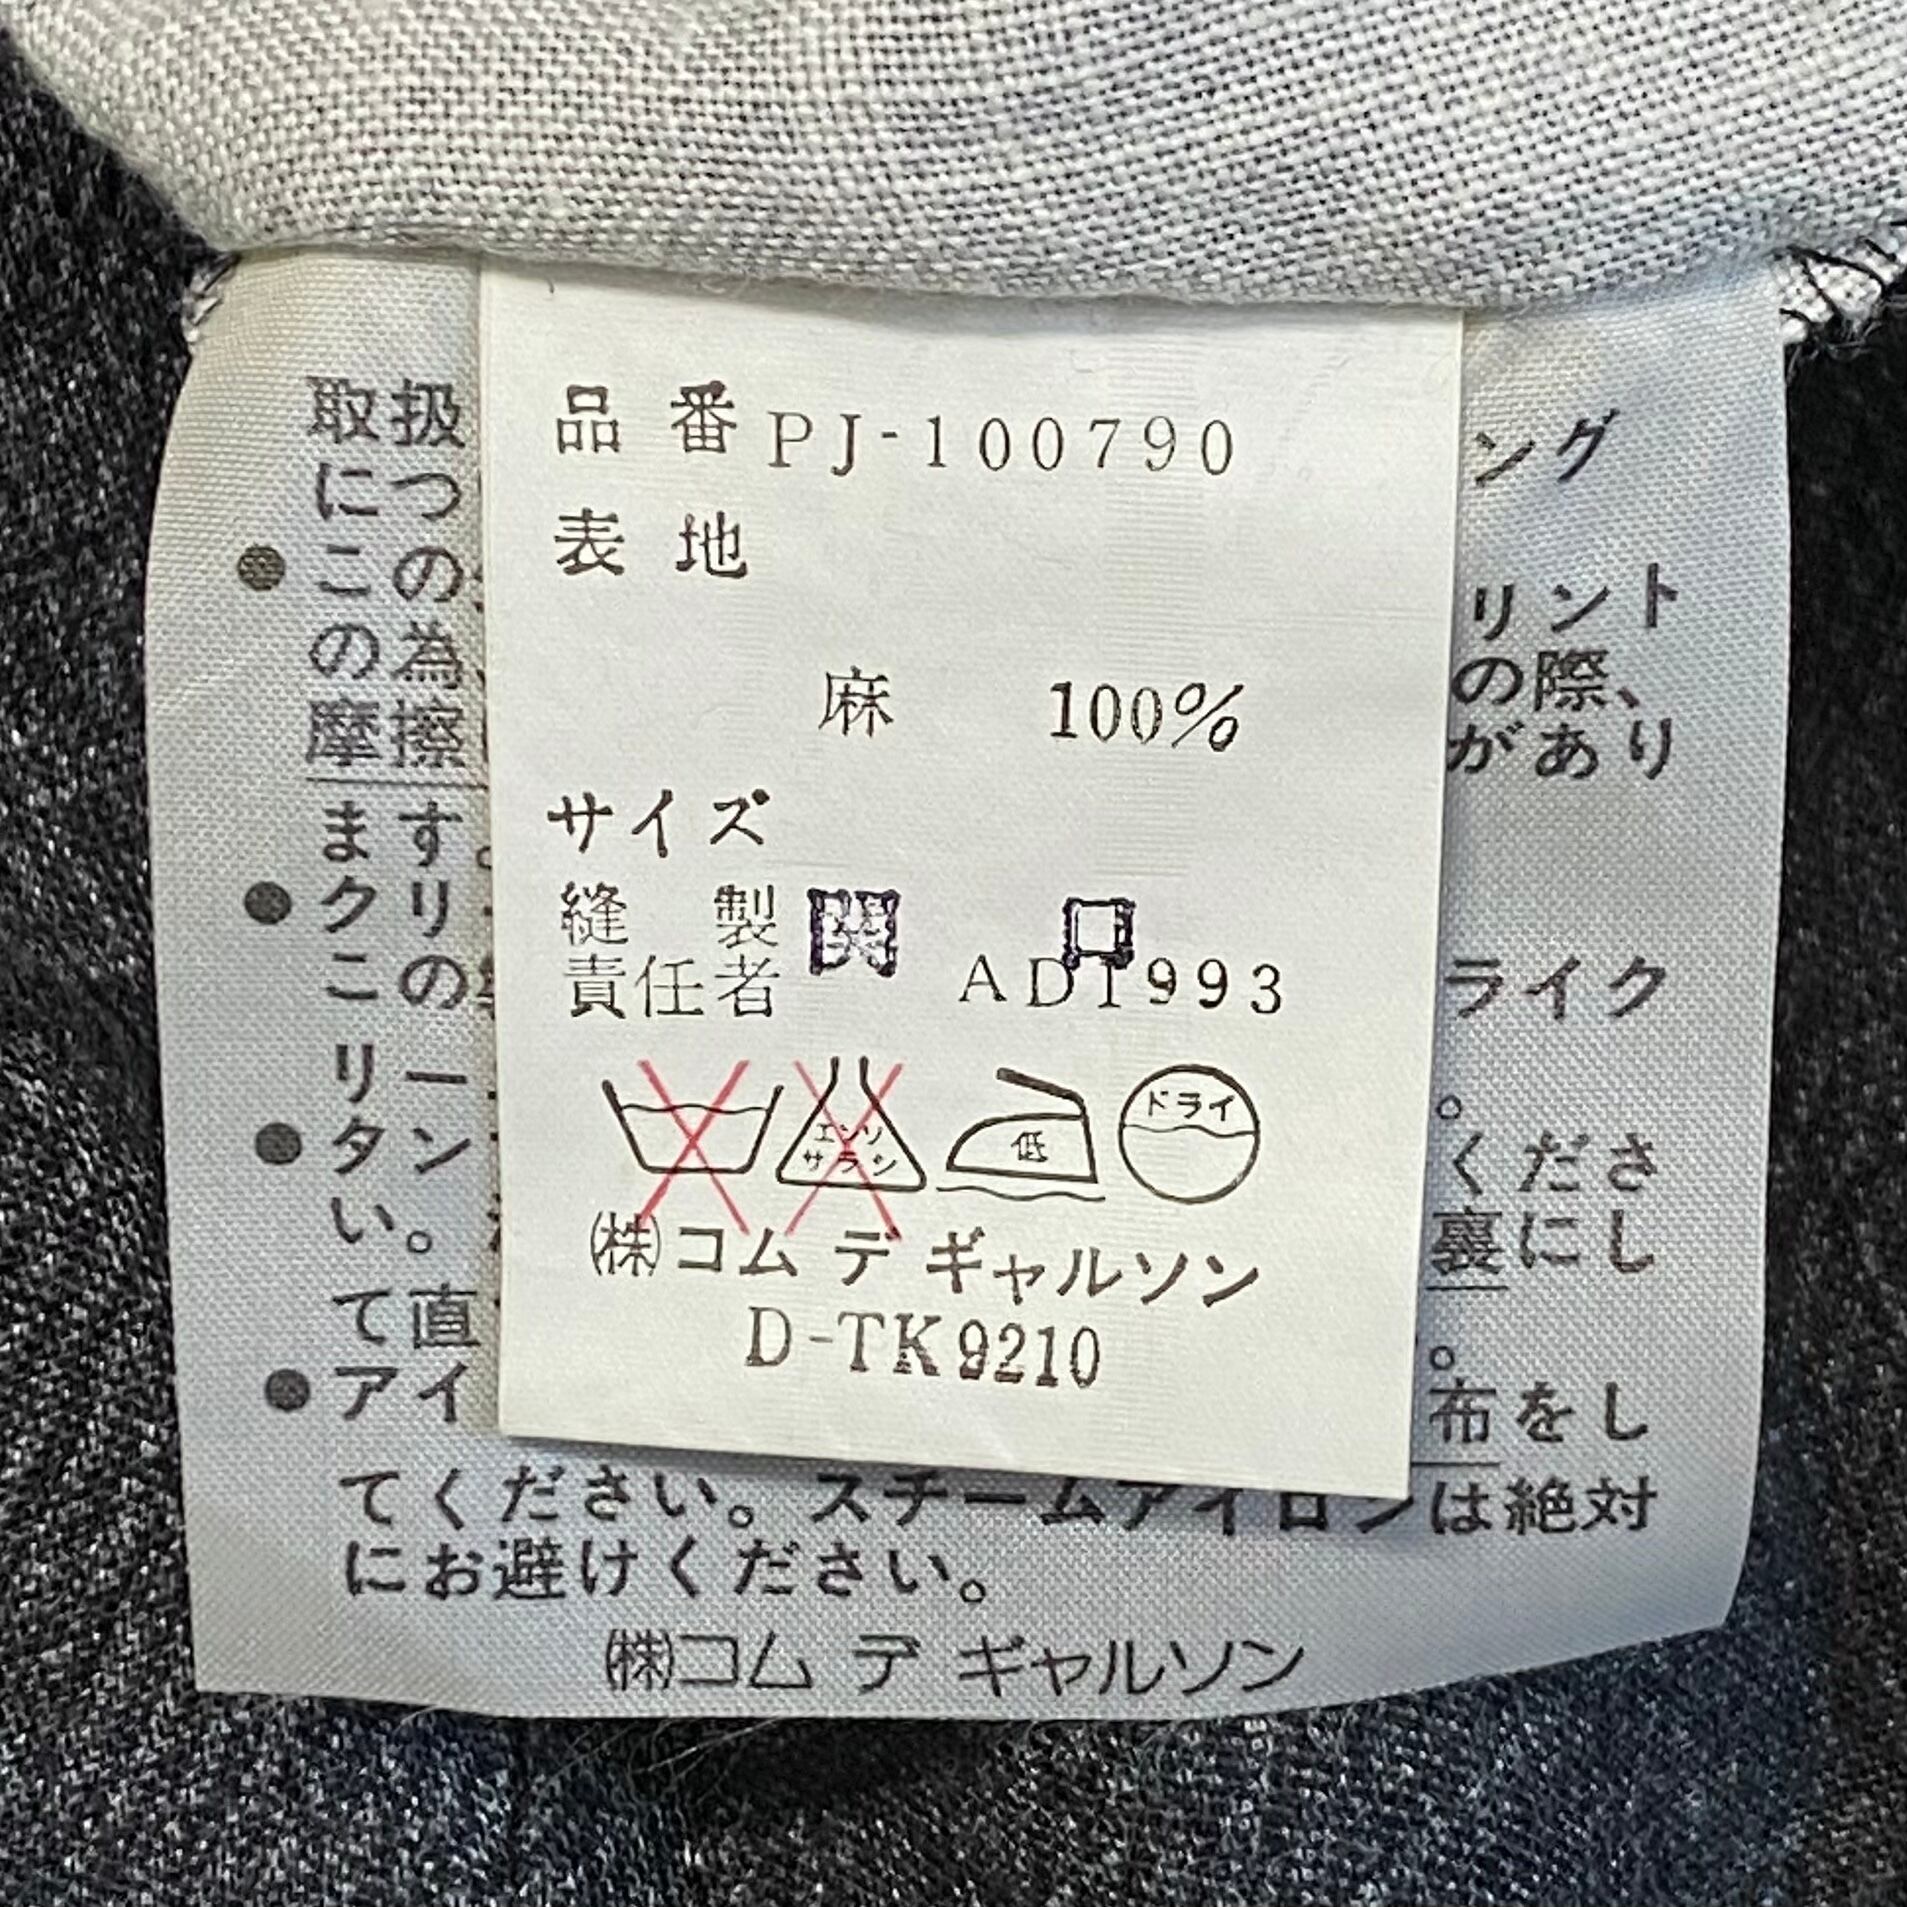 品番 PJ-100790
表地
麻 100%
サイズ
縫製 関 口
責任者 AD1993
エンソ
サラシ
低
ドライ
㈱コム デ ギャルソン
D-TK9210
取扱
ング
につ
●この
リント
の為
の際、
摩擦
があり
ます。
●クリ
この
ライク
リー
。
●タン
くださ
い。
裏にし
て直
。
●アイ
布をし
てください。スチームアイロンは絶対
にお避けください。
㈱コム デ ギャルソン